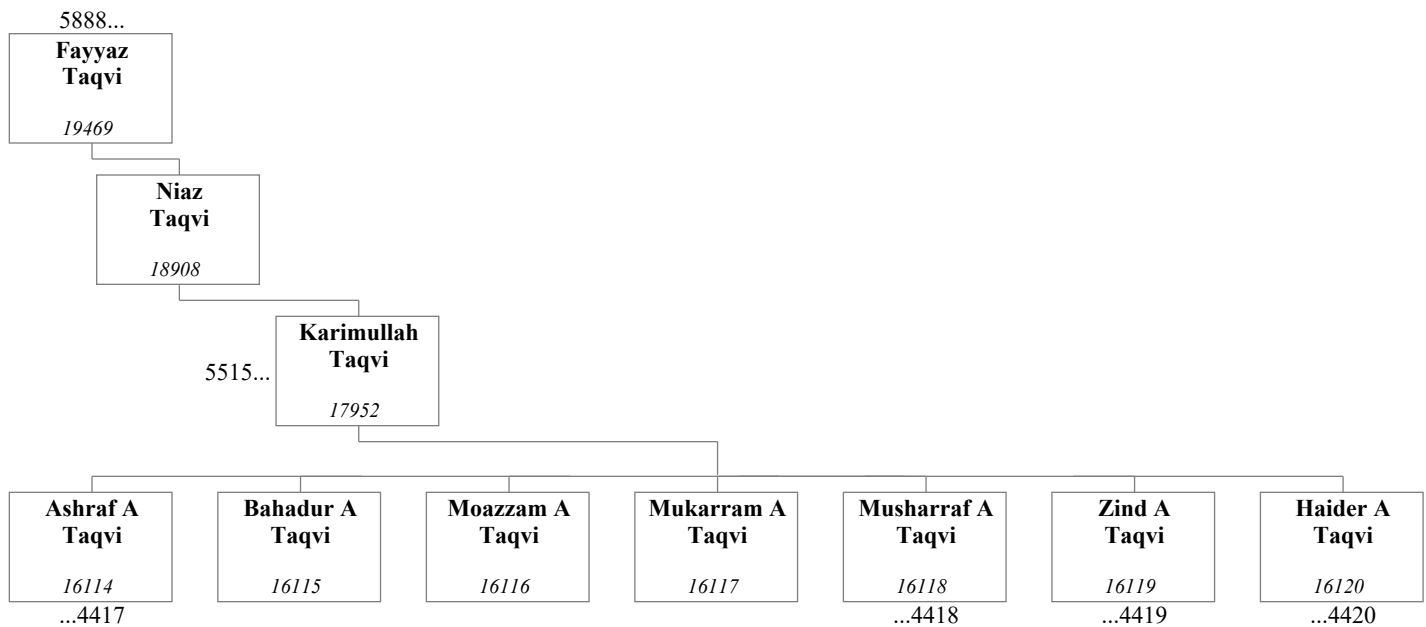 5888...
Fayyaz
Taqvi
19469
Niaz
Taqvi
18908
Karimullah
Taqvi
5515...
17952
Ashraf A
Taqvi
16114
...4417
Bahadur A
Taqvi
16115
Moazzam A
Taqvi
16116
Mukarram A
Taqvi
16117
Musharraf A
Taqvi
16118
...4418
Zind A
Taqvi
16119
...4419
Haider A
Taqvi
16120
...4420